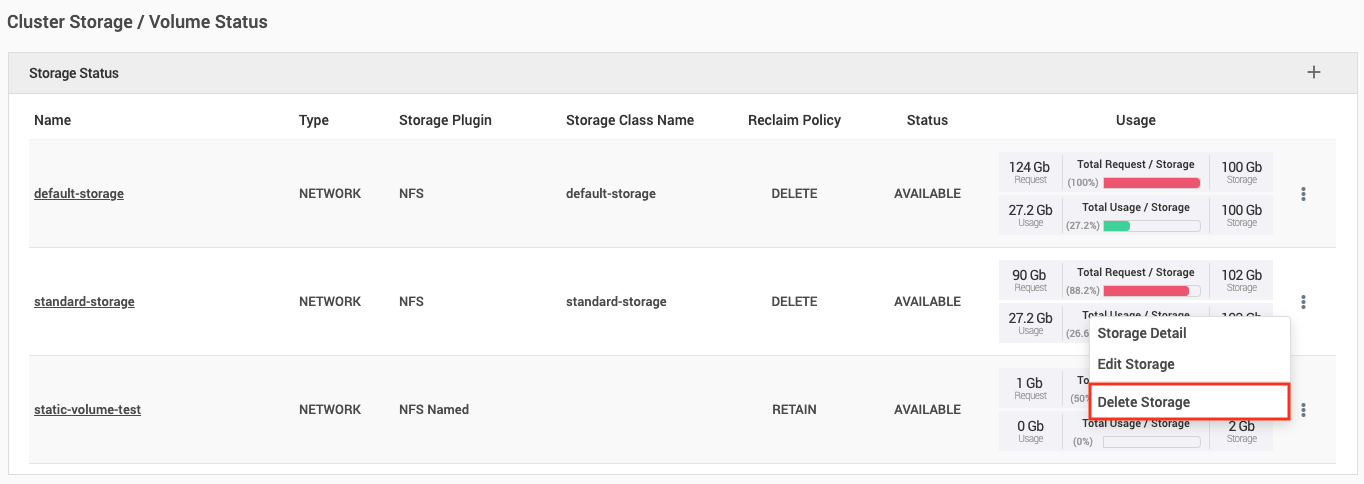 Cluster Storage / Volume Status
Storage Status
Name Type Storage Plugin Storage Class Name Reclaim Policy Status Usage
default-storage NETWORK NFS default-storage DELETE AVAILABLE
124 Gb Total Request / Storage 100 Gb
Request (100%) Storage
27.2 Gb Total Usage / Storage 100 Gb
Usage (27.2%) Storage
standard-storage NETWORK NFS standard-storage DELETE AVAILABLE
90 Gb Total Request / Storage 102 Gb
Request (88.2%) Storage
27.2 Gb Total Usage / Storage
Usage (26.6
Storage Detail
Edit Storage
Delete Storage
static-volume-test NETWORK NFS Named RETAIN AVAILABLE
1 Gb To
Request (50%
0 Gb Total Usage / Storage 2 Gb
Usage (0%) Storage